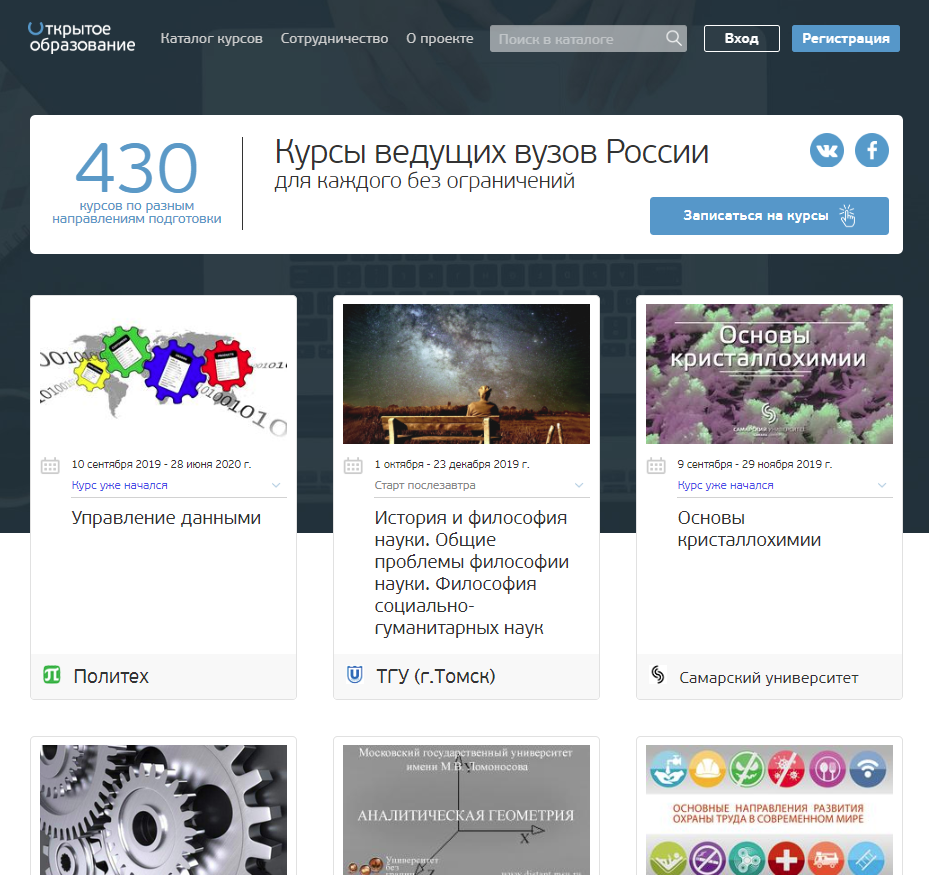 Открытое
образование
Каталог курсов
Сотрудничество
О проекте
Поиск в каталоге
Вход
Регистрация
430
курсов по разным
направлениям подготовки
Курсы ведущих вузов России
для каждого без ограничений
Записаться на курсы
10 сентября 2019 - 28 июня 2020 г.
Курс уже начался
Управление данными
Политех
1 октября - 23 декабря 2019 г.
Старт послезавтра
История и философия
науки. Общие
проблемы философии
науки. Философия
социально-
гуманитарных наук
ТГУ (г.Томск)
Основы
кристаллохимии
САМАРСКИЙ УНИВЕРСИТЕТ
9 сентября - 29 ноября 2019 г.
Курс уже начался
Основы
кристаллохимии
Самарский университет
Московский государственный университет
имени М.В. Ломоносова
АНАЛИТИЧЕСКАЯ ГЕОМЕТРИЯ
X
Университет
без
ОСНОВНЫЕ НАПРАВЛЕНИЯ РАЗВИТИЯ
ОХРАНЫ ТРУДА В СОВРЕМЕННОМ МИРЕ